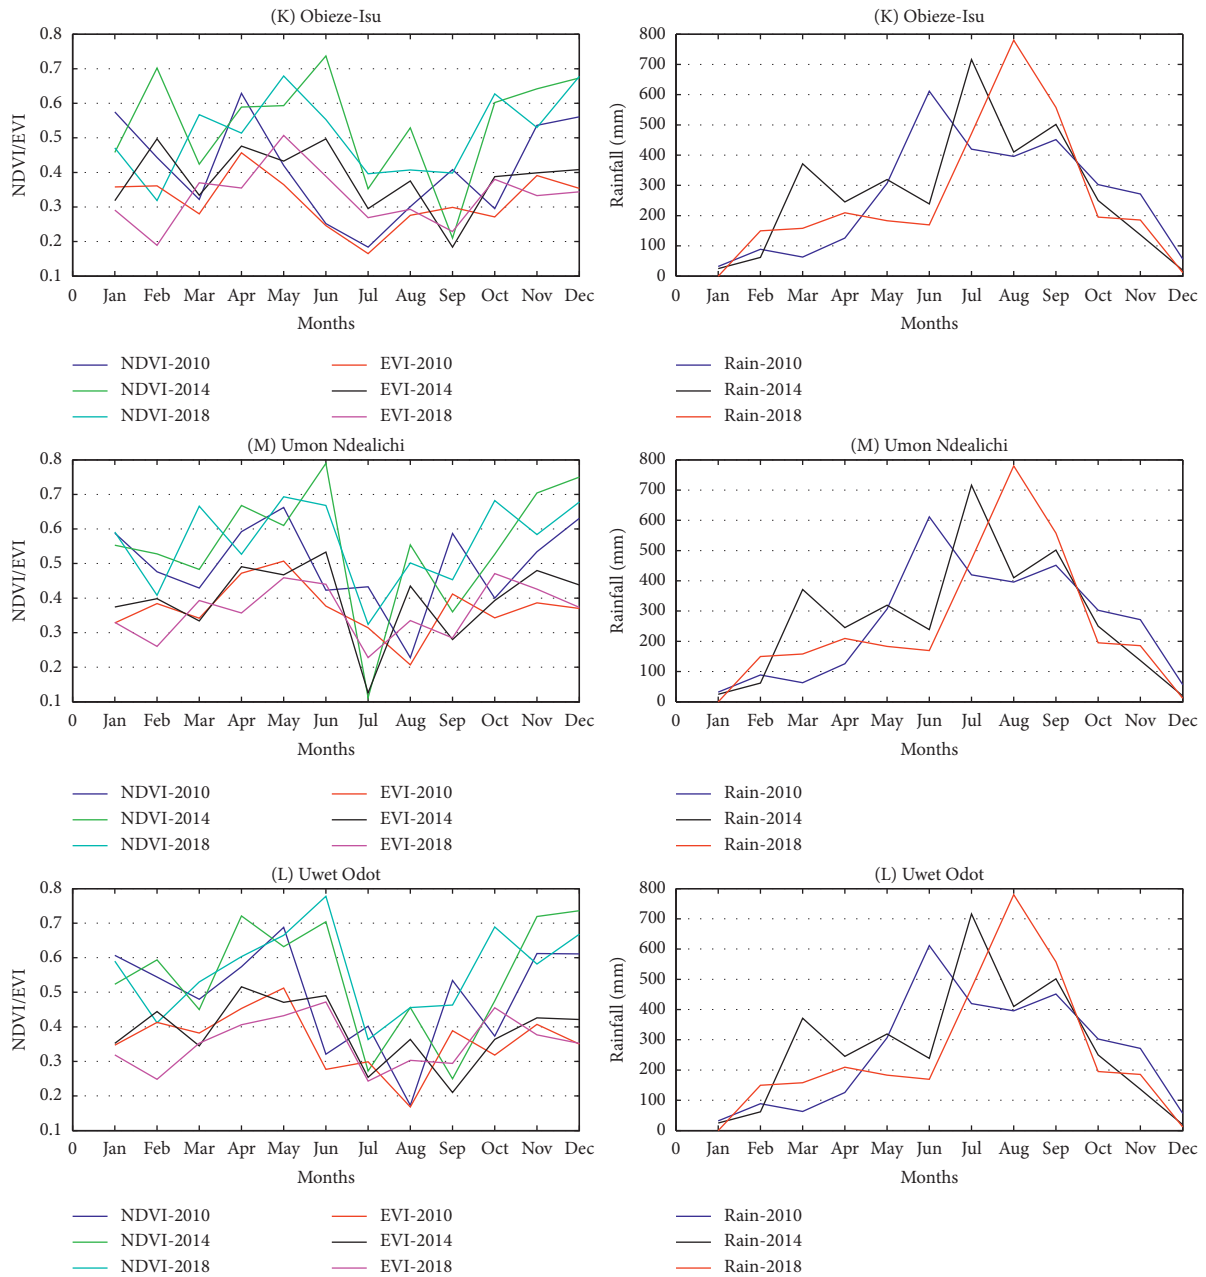 (K) Obieze-Isu
NDVI/EVI
0.8
0.7
0.6
0.5
0.4
0.3
0.2
0.1
0 Jan Feb Mar Apr May Jun Jul Aug Sep Oct Nov Dec
Months
NDVI-2010
NDVI-2014
NDVI-2018
EVI-2010
EVI-2014
EVI-2018
(K) Obieze-Isu
Rainfall (mm)
800
700
600
500
400
300
200
100
0
0 Jan Feb Mar Apr May Jun Jul Aug Sep Oct Nov Dec
Months
Rain-2010
Rain-2014
Rain-2018
(M) Umon Ndealichi
NDVI/EVI
0.8
0.7
0.6
0.5
0.4
0.3
0.2
0.1
0 Jan Feb Mar Apr May Jun Jul Aug Sep Oct Nov Dec
Months
NDVI-2010
NDVI-2014
NDVI-2018
EVI-2010
EVI-2014
EVI-2018
(M) Umon Ndealichi
Rainfall (mm)
800
700
600
500
400
300
200
100
0
0 Jan Feb Mar Apr May Jun Jul Aug Sep Oct Nov Dec
Months
Rain-2010
Rain-2014
Rain-2018
(L) Uwet Odot
NDVI/EVI
0.8
0.7
0.6
0.5
0.4
0.3
0.2
0.1
0 Jan Feb Mar Apr May Jun Jul Aug Sep Oct Nov Dec
Months
NDVI-2010
NDVI-2014
NDVI-2018
EVI-2010
EVI-2014
EVI-2018
(L) Uwet Odot
Rainfall (mm)
800
700
600
500
400
300
200
100
0
0 Jan Feb Mar Apr May Jun Jul Aug Sep Oct Nov Dec
Months
Rain-2010
Rain-2014
Rain-2018